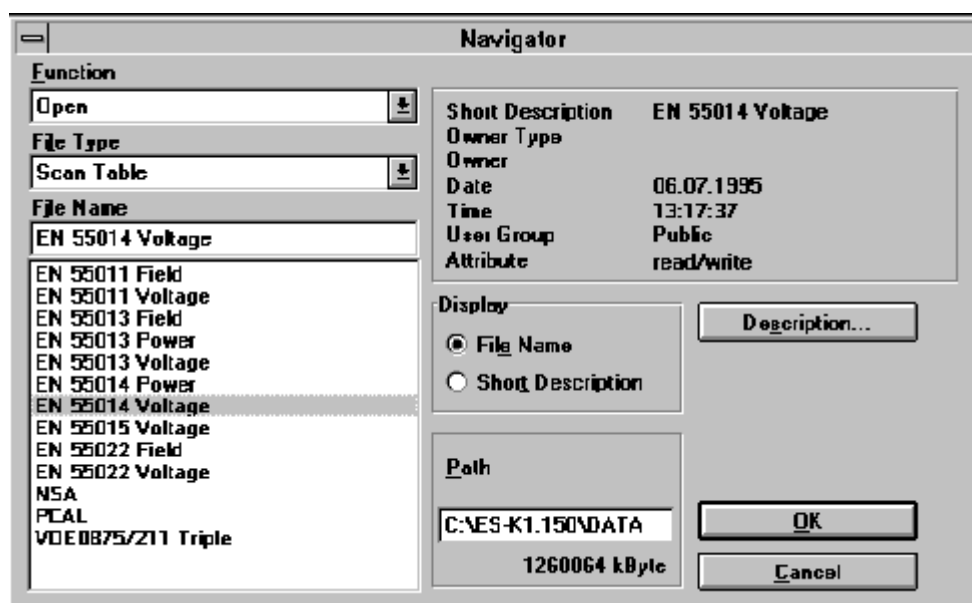 Navigator
Function
Open
File Type
Scan Table
File Name
EN 55014 Voltage
EN 55011 Field
EN 55011 Voltage
EN 55013 Field
EN 55013 Power
EN 55013 Voltage
EN 55014 Power
EN 55014 Voltage
EN 55015 Voltage
EN 55022 Field
EN 55022 Voltage
NSA
PCAL
VDE0875/211 Triple
Short Description EN 55014 Voltage
Owner Type
Owner
Date 06.07.1995
Time 13:17:37
User Group Public
Attribute read/write
Display
File Name
Short Description
Description...
Path
C:\ES-K1.150\DATA
1260064 kByte
OK
Cancel